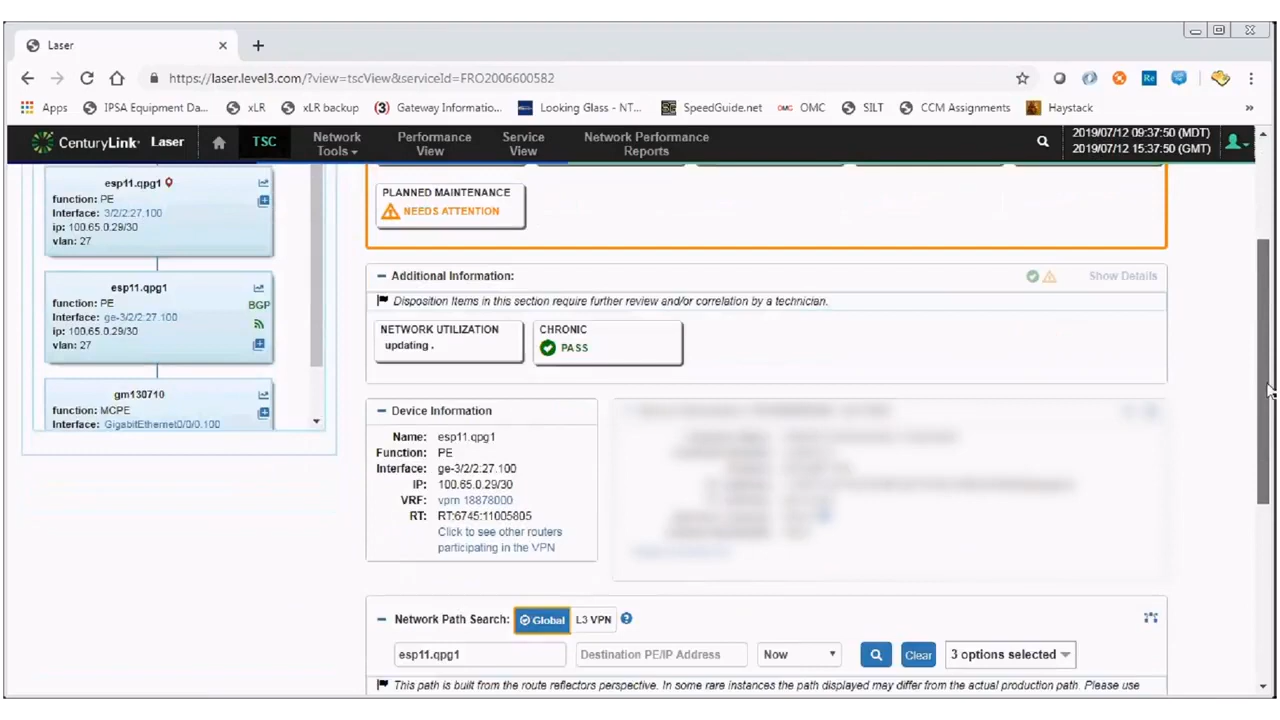 Laser
https://laser.level3.com/?view=tscView&serviceId=FRO2006600582
Apps IPSA Equipment Da... xLR xLR backup Gateway Informatio... Looking Glass - NT... SpeedGuide.net OMC SILT CCM Assignments Haystack »
CenturyLink Laser TSC Network Tools Performance View Service View Network Performance Reports
2019/07/12 09:37:50 (MDT)
2019/07/12 15:37:50 (GMT)
esp11.qpg1
function: PE
Interface: 3/2/2:27.100
ip: 100.65.0.29/30
vlan: 27
esp11.qpg1
function: PE BGP
Interface: ge-3/2/2:27.100
ip: 100.65.0.29/30
vlan: 27
gm130710
function: MCPE
Interface: GigabitEthernet0/0/0.100
PLANNED MAINTENANCE
NEEDS ATTENTION
Additional Information: Show Details
Disposition Items in this section require further review and/or correlation by a technician.
NETWORK UTILIZATION
updating .
CHRONIC
PASS
Device Information
Name: esp11.qpg1
Function: PE
Interface: ge-3/2/2:27.100
IP: 100.65.0.29/30
VRF: vprn 18878000
RT: RT:6745:11005805
Click to see other routers
participating in the VPN
Network Path Search: Global L3 VPN
esp11.qpg1 Destination PE/IP Address Now Clear 3 options selected
This path is built from the route reflectors perspective. In some rare instances the path displayed may differ from the actual production path. Please use